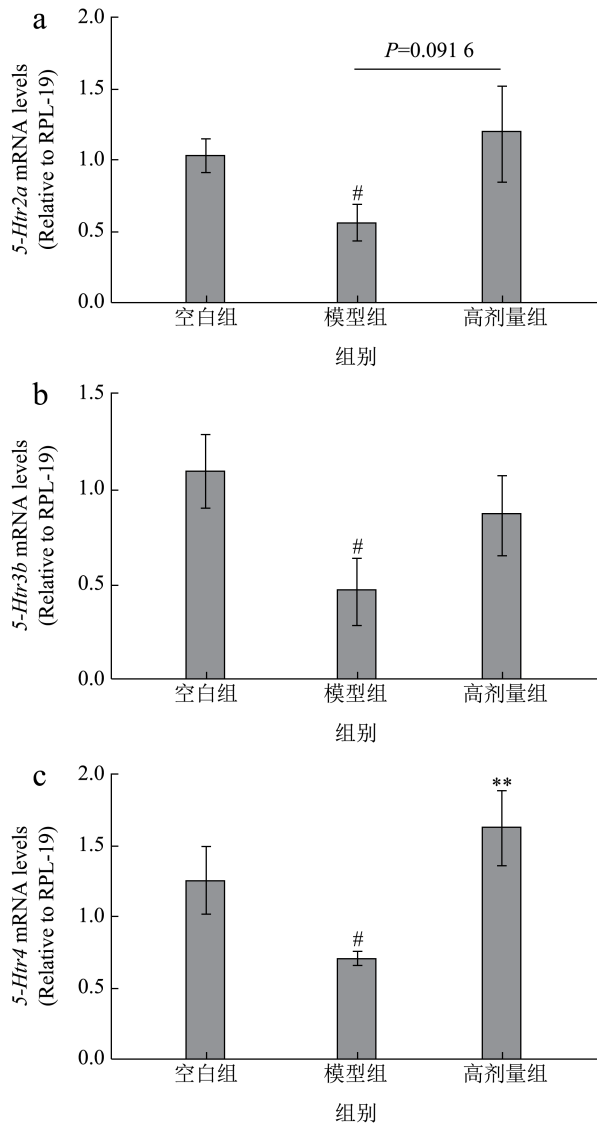 a
2.0
P=0.091 6
1.5
1.0
#
0.5
0.0
5-Htr2a mRNA levels
(Relative to RPL-19)
空白组 模型组 高剂量组
组别
b
1.5
1.0
#
0.5
0.0
5-Htr3b mRNA levels
(Relative to RPL-19)
空白组 模型组 高剂量组
组别
c
2.0
**
1.5
1.0
#
0.5
0.0
5-Htr4 mRNA levels
(Relative to RPL-19)
空白组 模型组 高剂量组
组别